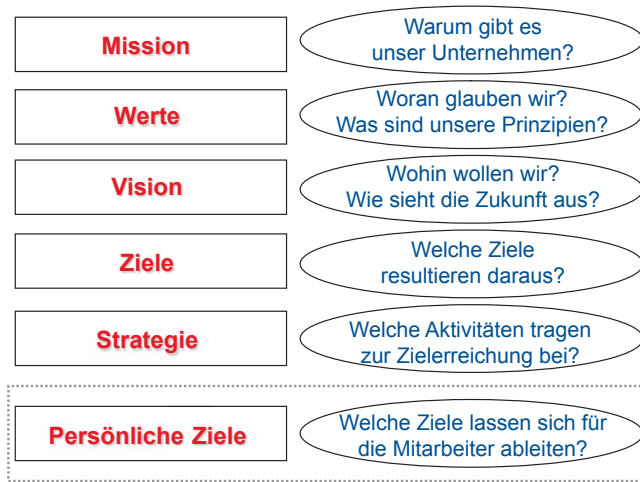 Mission
Warum gibt es
unser Unternehmen?
Werte
Woran glauben wir?
Was sind unsere Prinzipien?
Vision
Wohin wollen wir?
Wie sieht die Zukunft aus?
Ziele
Welche Ziele
resultieren daraus?
Strategie
Welche Aktivitäten tragen
zur Zielerreichung bei?
Persönliche Ziele
Welche Ziele lassen sich für
die Mitarbeiter ableiten?